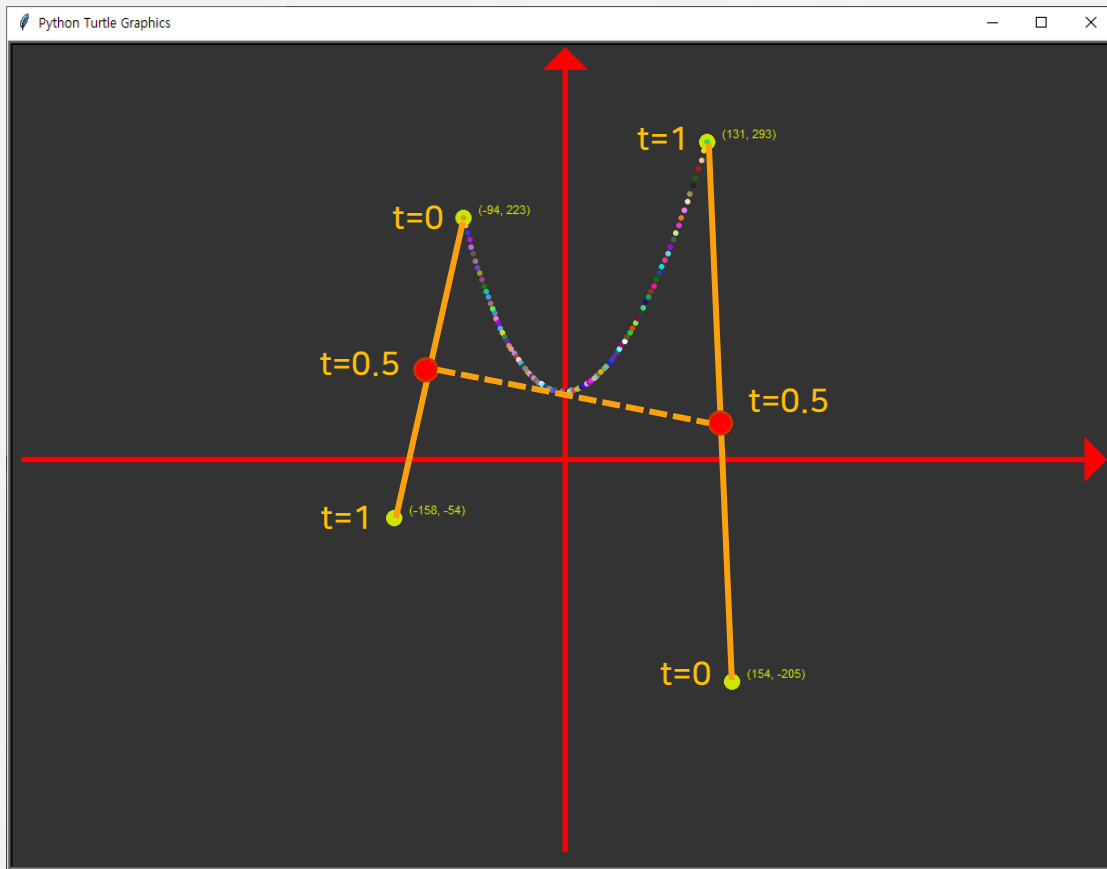 Python Turtle Graphics
t=1
(131, 293)
t=0
(-94, 223)
t=0.5
t=0.5
t=1
(-158, -54)
t=0
(154, -205)